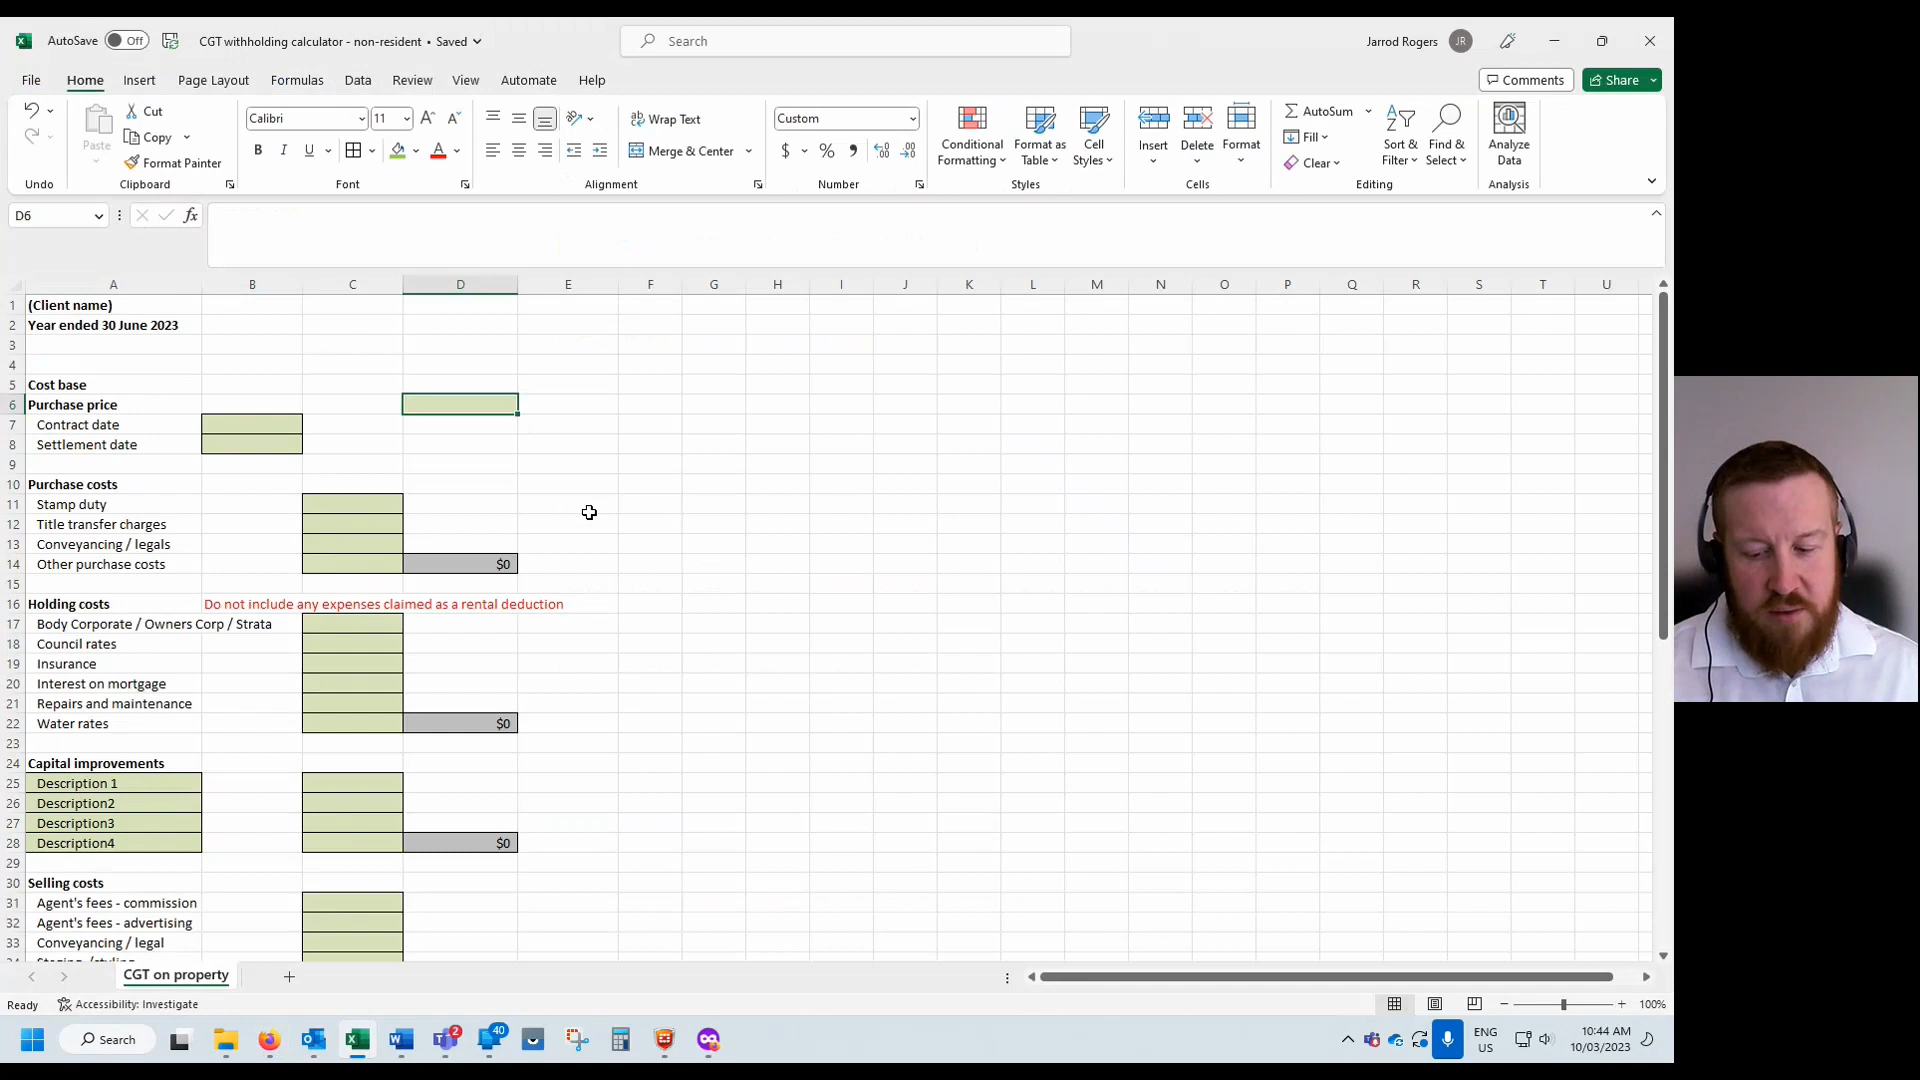 AutoSave Off CGT withholding calculator - non-resident • Saved Search Jarrod Rogers JR
File Home Insert Page Layout Formulas Data Review View Automate Help Comments Share
Paste Cut Copy Format Painter
Calibri 11 A A
B I U A
Wrap Text
Merge & Center
Custom
$ % ,
Conditional Formatting Format as Table Cell Styles
Insert Delete Format
AutoSum
Fill
Clear
Sort & Filter Find & Select Analyze Data
Undo Clipboard Font Alignment Number Styles Cells Editing Analysis
D6 fx
A B C D E F G H I J K L M N O P Q R S T U
1 (Client name)
2 Year ended 30 June 2023
3
4
5 Cost base
6 Purchase price
7 Contract date
8 Settlement date
9
10 Purchase costs
11 Stamp duty
12 Title transfer charges
13 Conveyancing / legals
14 Other purchase costs $0
15
16 Holding costs Do not include any expenses claimed as a rental deduction
17 Body Corporate / Owners Corp / Strata
18 Council rates
19 Insurance
20 Interest on mortgage
21 Repairs and maintenance
22 Water rates $0
23
24 Capital improvements
25 Description 1
26 Description2
27 Description3
28 Description4 $0
29
30 Selling costs
31 Agent's fees - commission
32 Agent's fees - advertising
33 Conveyancing / legal
CGT on property
Ready Accessibility: Investigate 100%
Search 2 40 ENG US 10:44 AM 10/03/2023